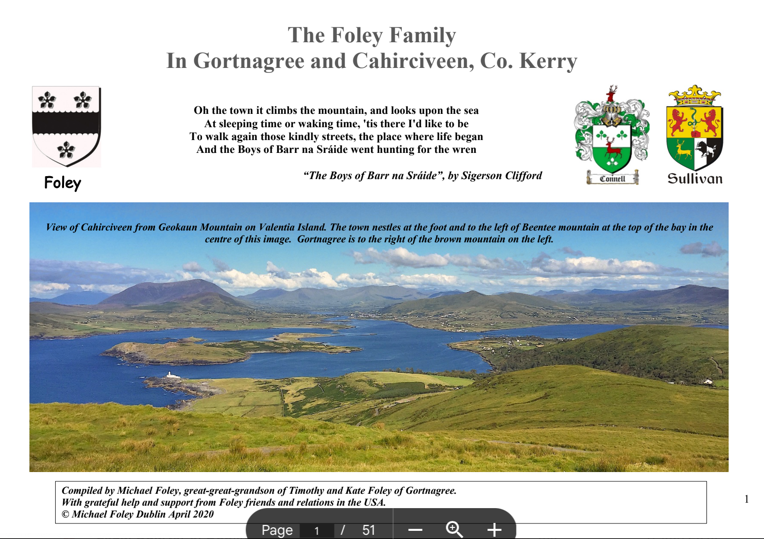 The Foley Family
In Gortnagree and Cahirciveen, Co. Kerry
Oh the town it climbs the mountain, and looks upon the sea
At sleeping time or waking time, 'tis there I'd like to be
To walk again those kindly streets, the place where life began
And the Boys of Barr na Sráide went hunting for the wren
“The Boys of Barr na Sráide”, by Sigerson Clifford
Foley
Connell
Sullivan
View of Cahirciveen from Geokaun Mountain on Valentia Island. The town nestles at the foot and to the left of Beentee mountain at the top of the bay in the
centre of this image.  Gortnagree is to the right of the brown mountain on the left.
Compiled by Michael Foley, great-great-grandson of Timothy and Kate Foley of Gortnagree.
With grateful help and support from Foley friends and relations in the USA.
© Michael Foley Dublin April 2020
1
Page 1 / 51